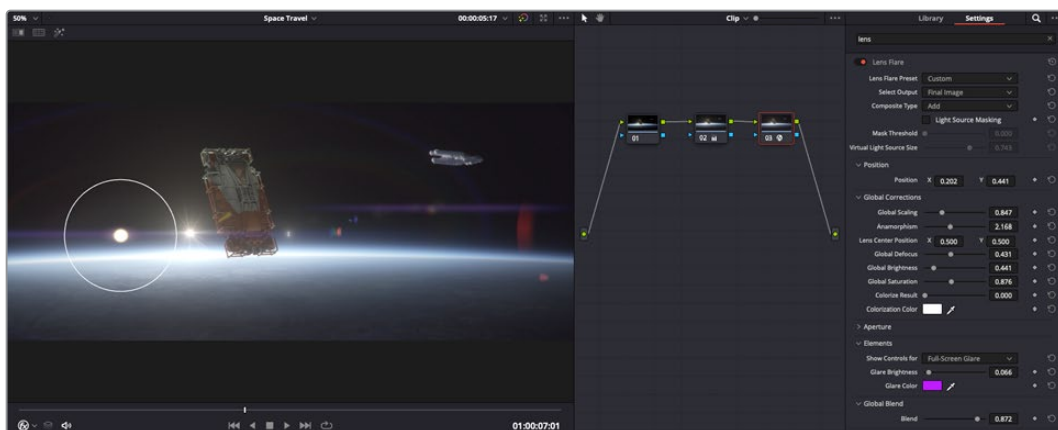 50%
Space Travel
00:00:05:17
Clip
Library
Settings
lens
Lens Flare
Lens Flare Preset Custom
Select Output Final Image
Composite Type Add
Light Source Masking
Mask Threshold 0.000
Virtual Light Source Size 0.743
Position
Position X 0.202 Y 0.441
Global Corrections
Global Scaling 0.847
Anamorphism 2.168
Lens Center Position X 0.500 Y 0.500
Global Defocus 0.431
Global Brightness 0.441
Global Saturation 0.876
Colorize Result 0.000
Colorization Color
Aperture
Elements
Show Controls for Full-Screen Glare
Glare Brightness 0.066
Glare Color
Global Blend
Blend 0.872
01
02
03
01:00:07:01